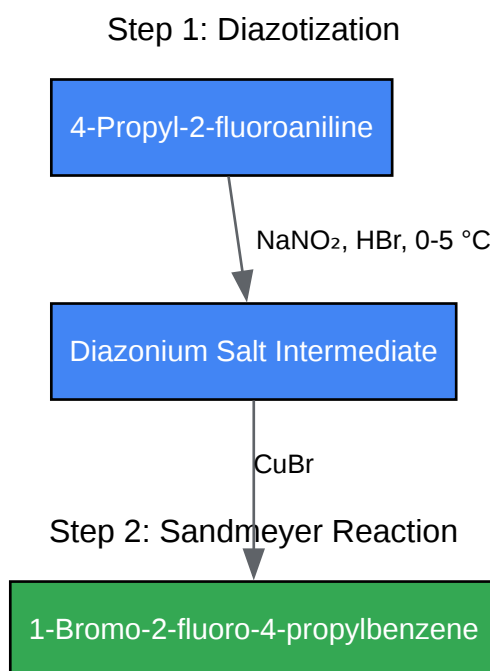 Step 1: Diazotization
4-Propyl-2-fluoroaniline
NaNO₂, HBr, 0-5 °C
Diazonium Salt Intermediate
CuBr
Step 2: Sandmeyer Reaction
1-Bromo-2-fluoro-4-propylbenzene